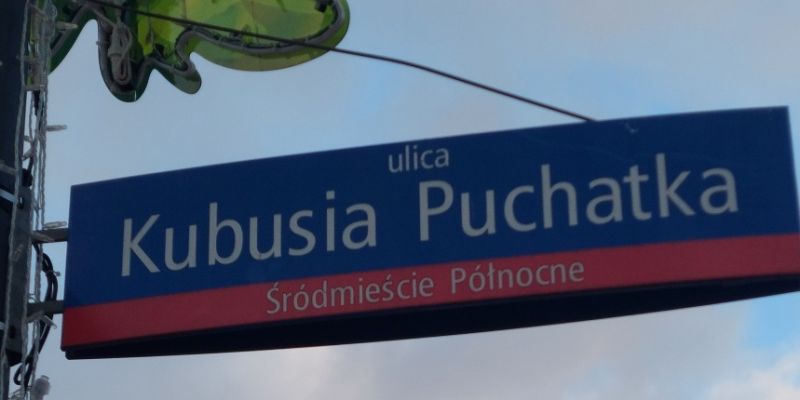 ulica
Kubusia Puchatka
Śródmieście Północne